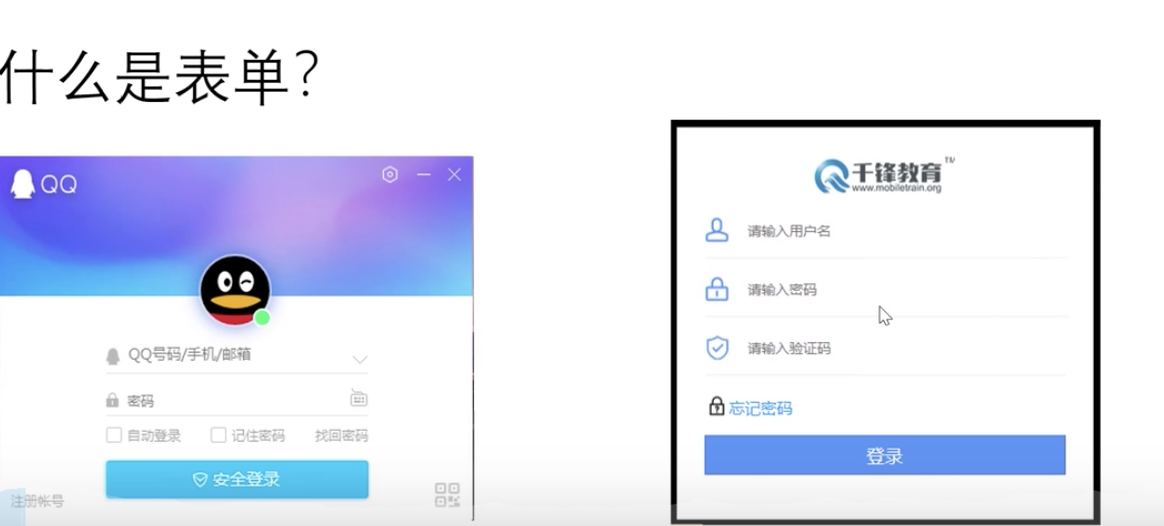 什么是表单?
QQ
QQ号码/手机/邮箱
密码
自动登录 记住密码 找回密码
安全登录
注册帐号
千锋教育 TM
www.mobiletrain.org
请输入用户名
请输入密码
请输入验证码
忘记密码
登录